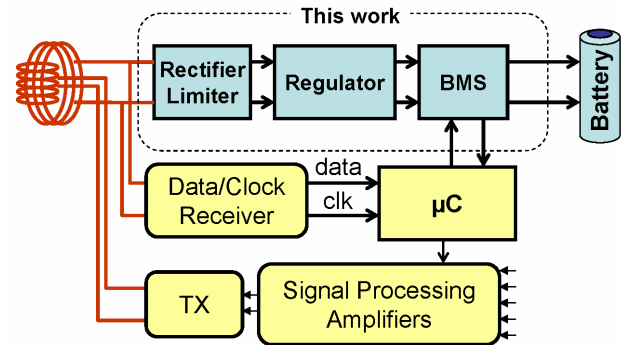 This work
Rectifier
Limiter
Regulator
BMS
Battery
Data/Clock
Receiver
data
clk
µC
TX
Signal Processing
Amplifiers